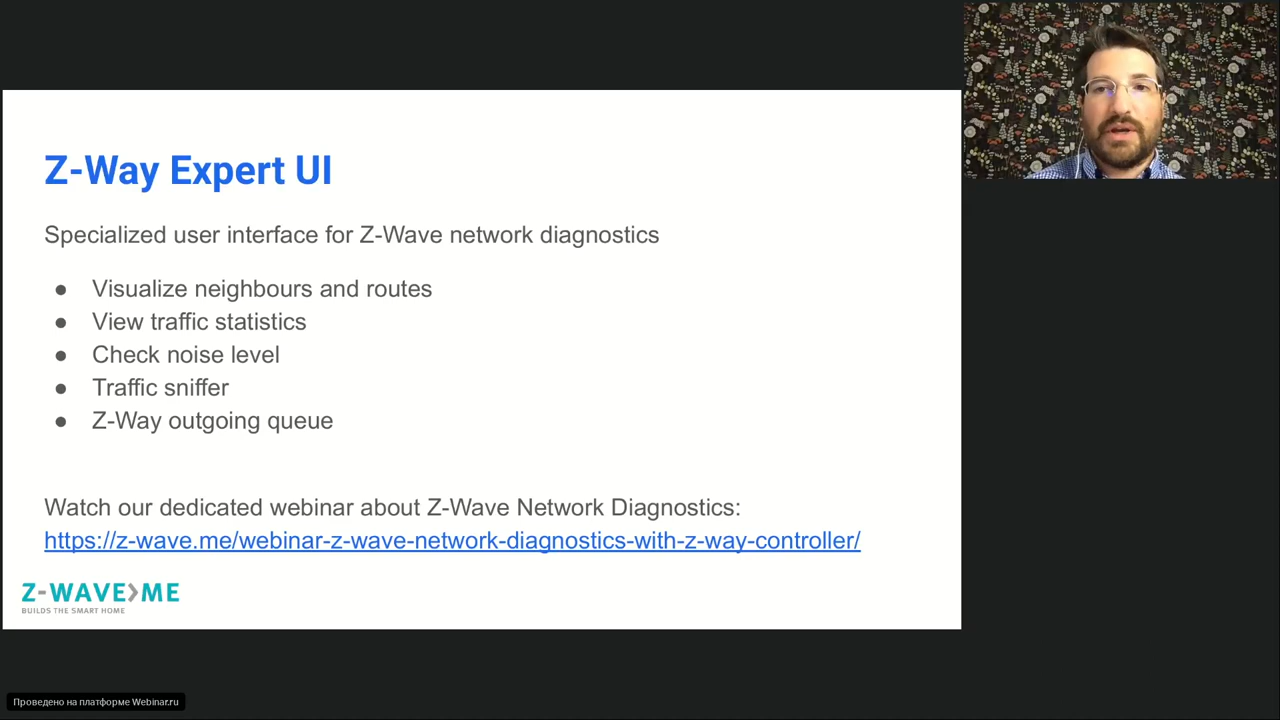 Z-Way Expert UI
Specialized user interface for Z-Wave network diagnostics
● Visualize neighbours and routes
● View traffic statistics
● Check noise level
● Traffic sniffer
● Z-Way outgoing queue
Watch our dedicated webinar about Z-Wave Network Diagnostics:
https://z-wave.me/webinar-z-wave-network-diagnostics-with-z-way-controller/
Z-WAVE>ME
BUILDS THE SMART HOME
Проведено на платформе Webinar.ru